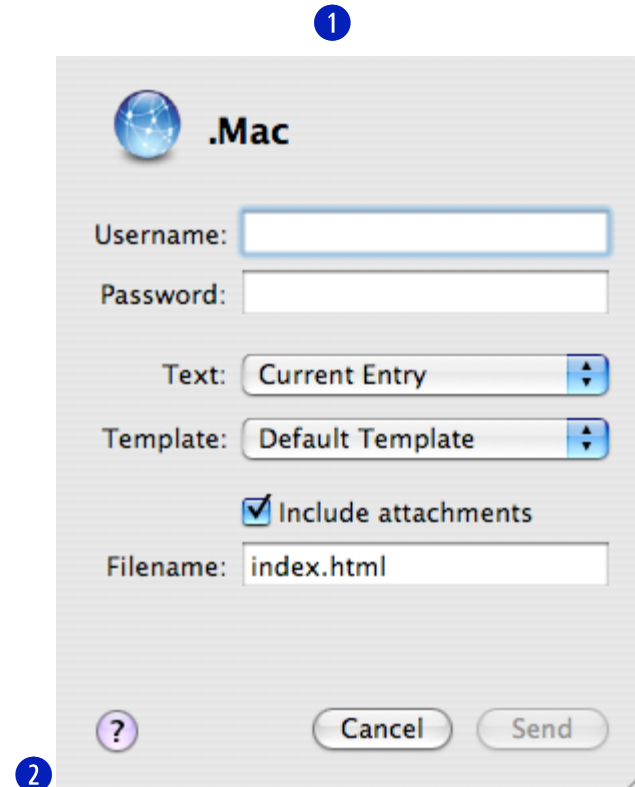 1
.Mac
Username:
Password:
Text: Current Entry
Template: Default Template
Include attachments
Filename: index.html
? Cancel Send
2